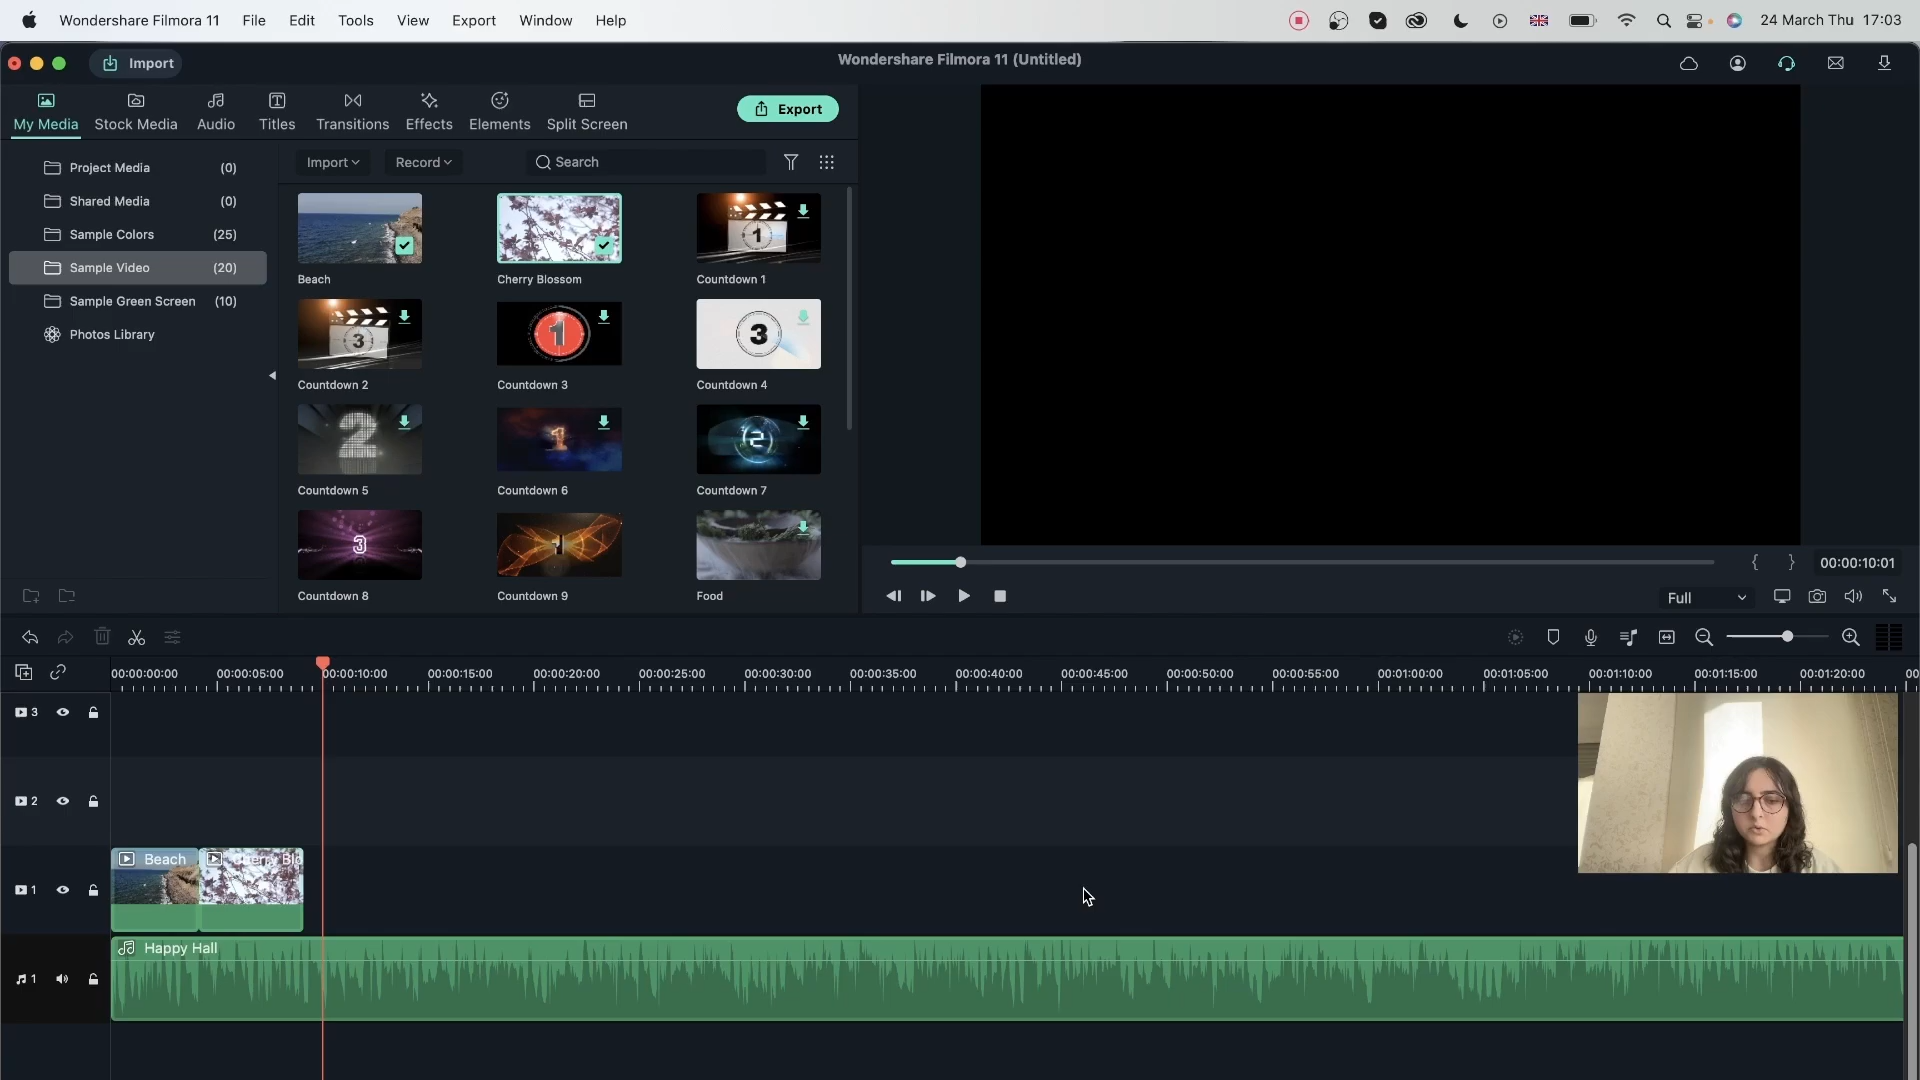 Wondershare Filmora 11 File Edit Tools View Export Window Help 24 March Thu 17:03
Import Wondershare Filmora 11 (Untitled)
My Media Stock Media Audio Titles Transitions Effects Elements Split Screen Export
Import Record Search
Project Media (0)
Shared Media (0)
Sample Colors (25)
Sample Video (20)
Sample Green Screen (10)
Photos Library
Beach Cherry Blossom Countdown 1
Countdown 2 Countdown 3 Countdown 4
Countdown 5 Countdown 6 Countdown 7
Countdown 8 Countdown 9 Food
{ } 00:00:10:01
Full
00:00:00:00 00:00:05:00 00:00:10:00 00:00:15:00 00:00:20:00 00:00:25:00 00:00:30:00 00:00:35:00 00:00:40:00 00:00:45:00 00:00:50:00 00:00:55:00 00:01:00:00 00:01:05:00 00:01:10:00 00:01:15:00 00:01:20:00 00
3
2
Beach Cherry Blo
1
Happy Hall
1